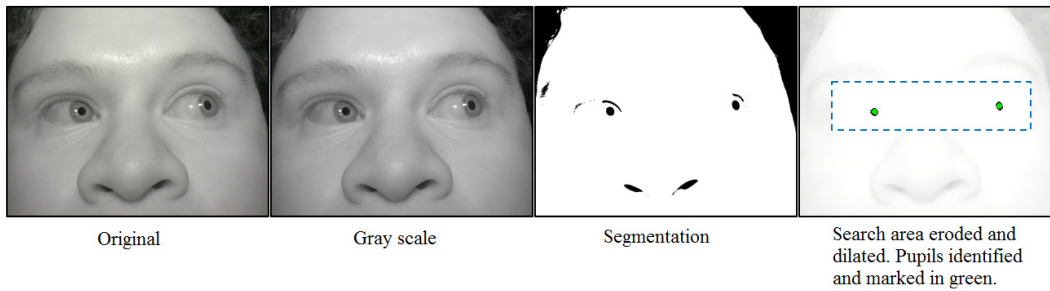 Original
Gray scale
Segmentation
Search area eroded and
dilated. Pupils identified
and marked in green.